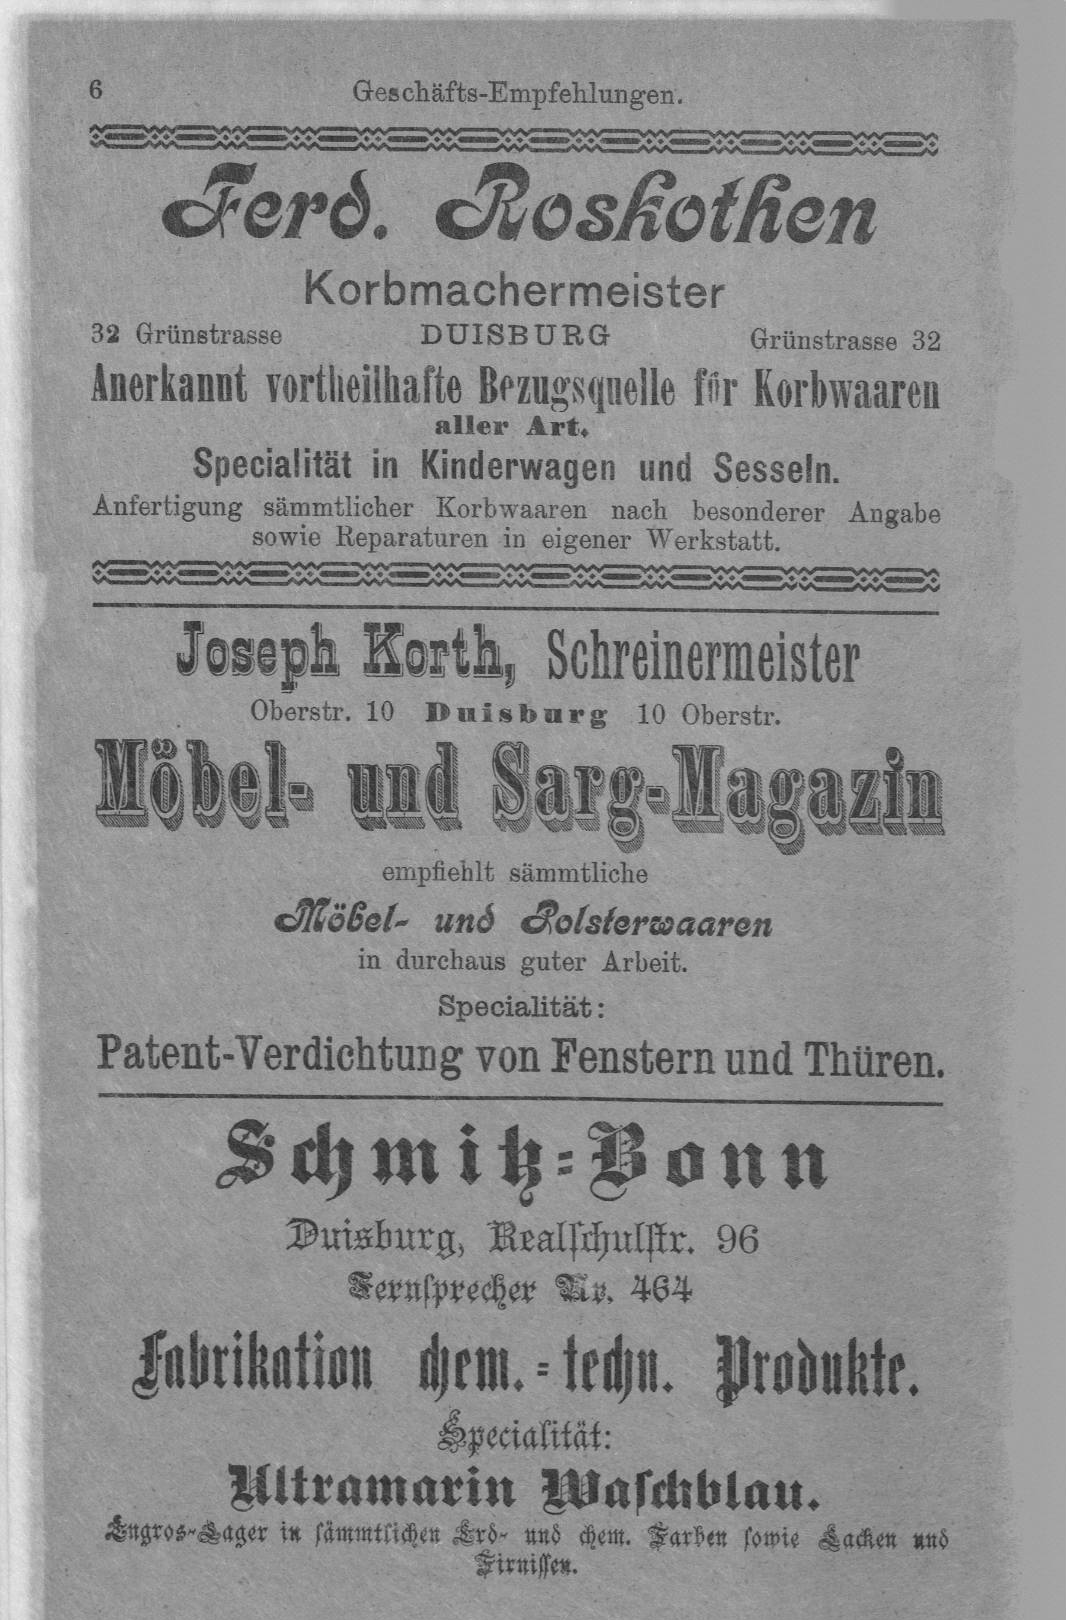 6 Geschäfts-Empfehlungen.
Ferd. Roskothen
Korbmachermeister
32 Grünstrasse DUISBURG Grünstrasse 32
Anerkannt vortheilhafte Bezugsquelle für Korbwaaren
aller Art.
Specialität in Kinderwagen und Sesseln.
Anfertigung sämmtlicher Korbwaaren nach besonderer Angabe
sowie Reparaturen in eigener Werkstatt.
Joseph Korth, Schreinermeister
Oberstr. 10 Duisburg 10 Oberstr.
Möbel- und Sarg-Magazin
empfiehlt sämmtliche
Möbel- und Polsterwaaren
in durchaus guter Arbeit.
Specialität:
Patent-Verdichtung von Fenstern und Thüren.
Schmitz=Bonn
Duisburg, Realſchulſtr. 96
Fernſprecher Nr. 464
Fabrikation chem.=techn. Produkte.
Specialität:
Ultramarin Waſchblau.
Engros-Lager in ſämmtlichen Erd- und chem. Farben ſowie Lacken und
Firniſſen.